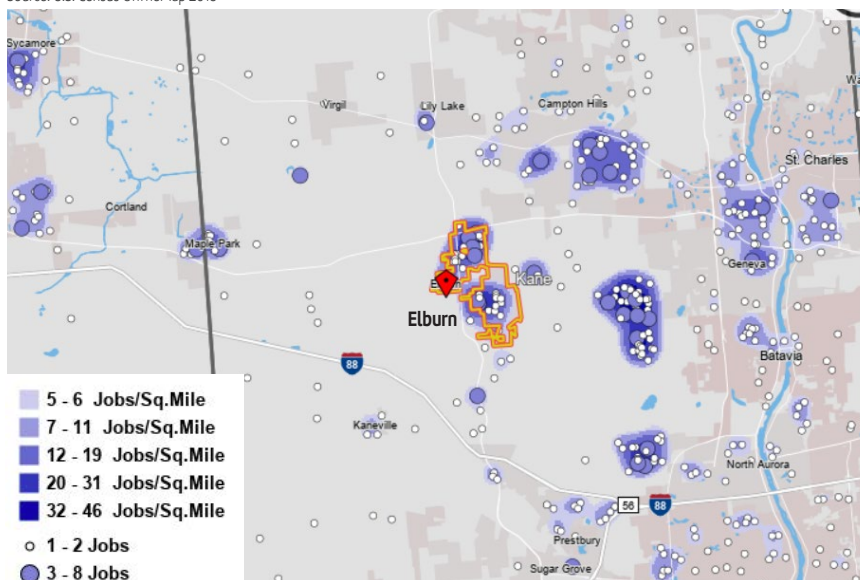 Sycamore
Virgil
Lily Lake
Campton Hills
St. Charles
Cortland
Maple Park
Geneva
Kane
Elburn
88
Batavia
Kaneville
North Aurora
56
88
Prestbury
Sugar Grove
5 - 6 Jobs/Sq.Mile
7 - 11 Jobs/Sq.Mile
12 - 19 Jobs/Sq.Mile
20 - 31 Jobs/Sq.Mile
32 - 46 Jobs/Sq.Mile
1 - 2 Jobs
3 - 8 Jobs